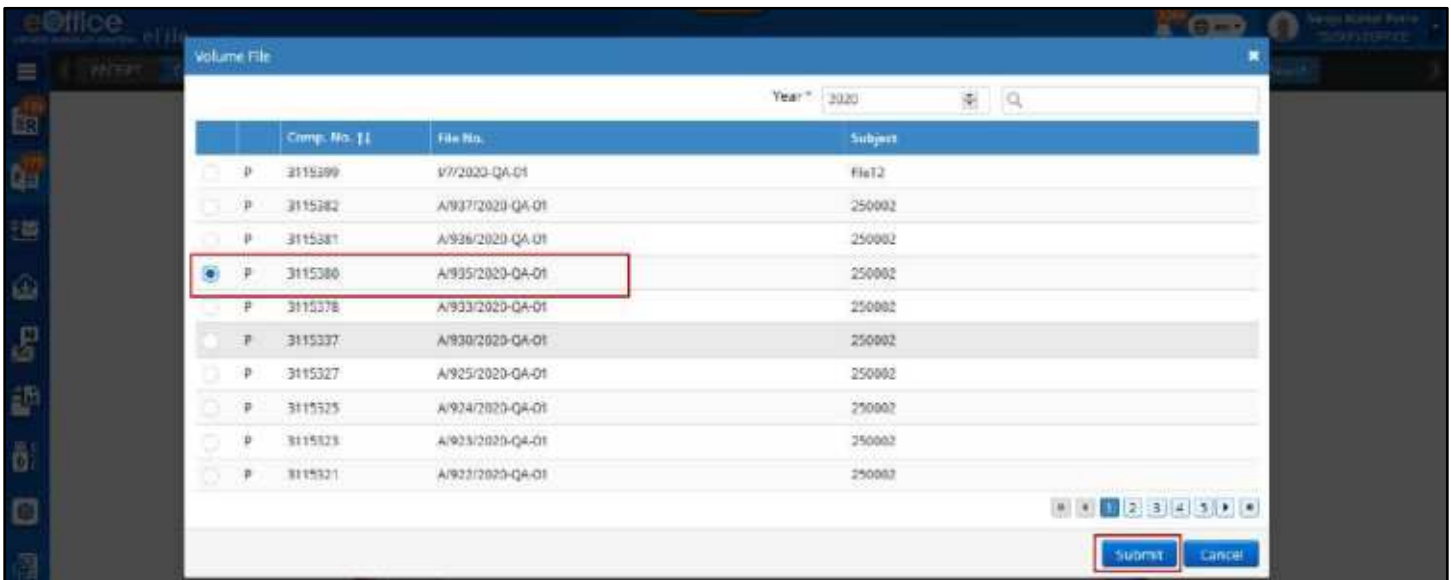 eOffice
eFile
Volume File
Year * 2020
Comp. No. File No. Subject
P 3115399 V7/2020-QA-01 FileT2
P 3115382 A/937/2020-QA-01 250002
P 3115381 A/936/2020-QA-01 250002
P 3115380 A/935/2020-QA-01 250002
P 3115378 A/933/2020-QA-01 250002
P 3115337 A/930/2020-QA-01 250002
P 3115327 A/925/2020-QA-01 250002
P 3115325 A/924/2020-QA-01 250002
P 3115323 A/923/2020-QA-01 250002
P 3115321 A/922/2020-QA-01 250002
1 2 3 4 5
Submit Cancel